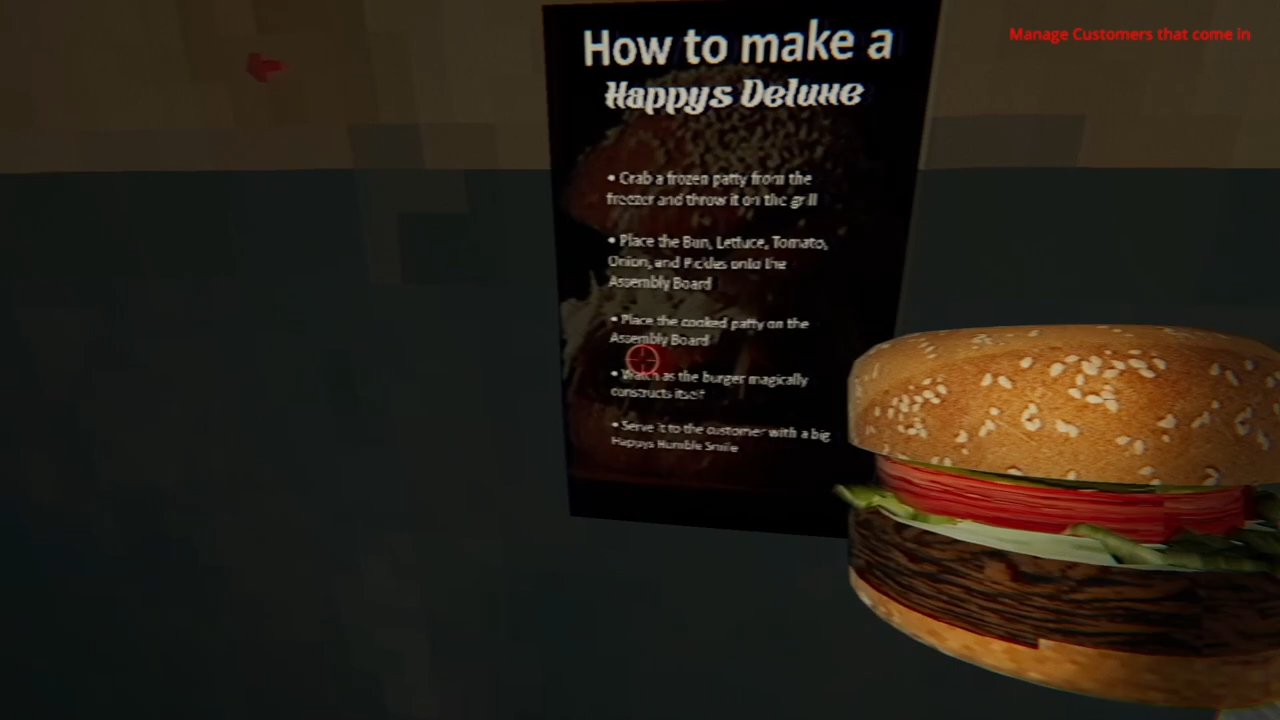 How to make a
Happys Deluxe
Manage Customers that come in
• Grab a frozen patty from the
freezer and throw it on the grill
• Place the Bun, Lettuce, Tomato,
Onion, and Pickles onto the
Assembly Board
• Place the cooked patty on the
Assembly Board
• Watch as the burger magically
constructs itself
• Serve it to the customer with a big
Happys Humble Smile